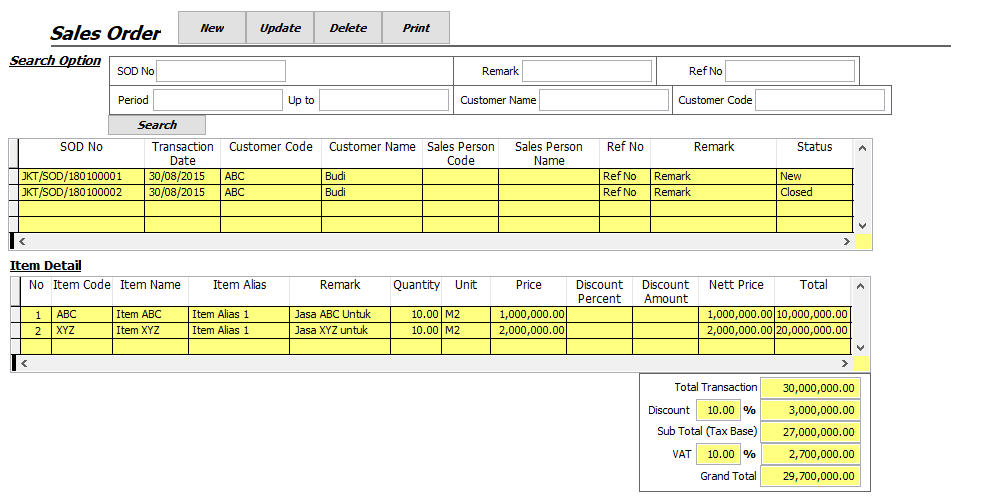 Sales Order New Update Delete Print
Search Option
SOD No Remark Ref No
Period Up to Customer Name Customer Code
Search
SOD No Transaction Date Customer Code Customer Name Sales Person Code Sales Person Name Ref No Remark Status
JKT/SOD/180100001 30/08/2015 ABC Budi Ref No Remark New
JKT/SOD/180100002 30/08/2015 ABC Budi Ref No Remark Closed
Item Detail
No Item Code Item Name Item Alias Remark Quantity Unit Price Discount Percent Discount Amount Nett Price Total
1 ABC Item ABC Item Alias 1 Jasa ABC Untuk 10.00 M2 1,000,000.00 1,000,000.00 10,000,000.00
2 XYZ Item XYZ Item Alias 1 Jasa XYZ untuk 10.00 M2 2,000,000.00 2,000,000.00 20,000,000.00
Total Transaction 30,000,000.00
Discount 10.00 % 3,000,000.00
Sub Total (Tax Base) 27,000,000.00
VAT 10.00 % 2,700,000.00
Grand Total 29,700,000.00